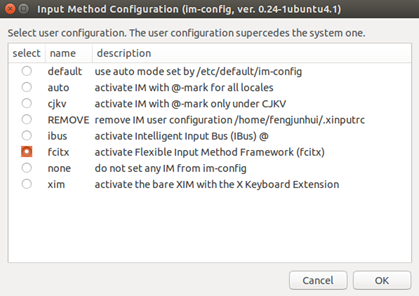 Input Method Configuration (im-config, ver. 0.24-1ubuntu4.1)
Select user configuration. The user configuration supercedes the system one.
select name description
default use auto mode set by /etc/default/im-config
auto activate IM with @-mark for all locales
cjkv activate IM with @-mark only under CJKV
REMOVE remove IM user configuration /home/fengjunhui/.xinputrc
ibus activate Intelligent Input Bus (IBus) @
fcitx activate Flexible Input Method Framework (fcitx)
none do not set any IM from im-config
xim activate the bare XIM with the X Keyboard Extension
Cancel OK